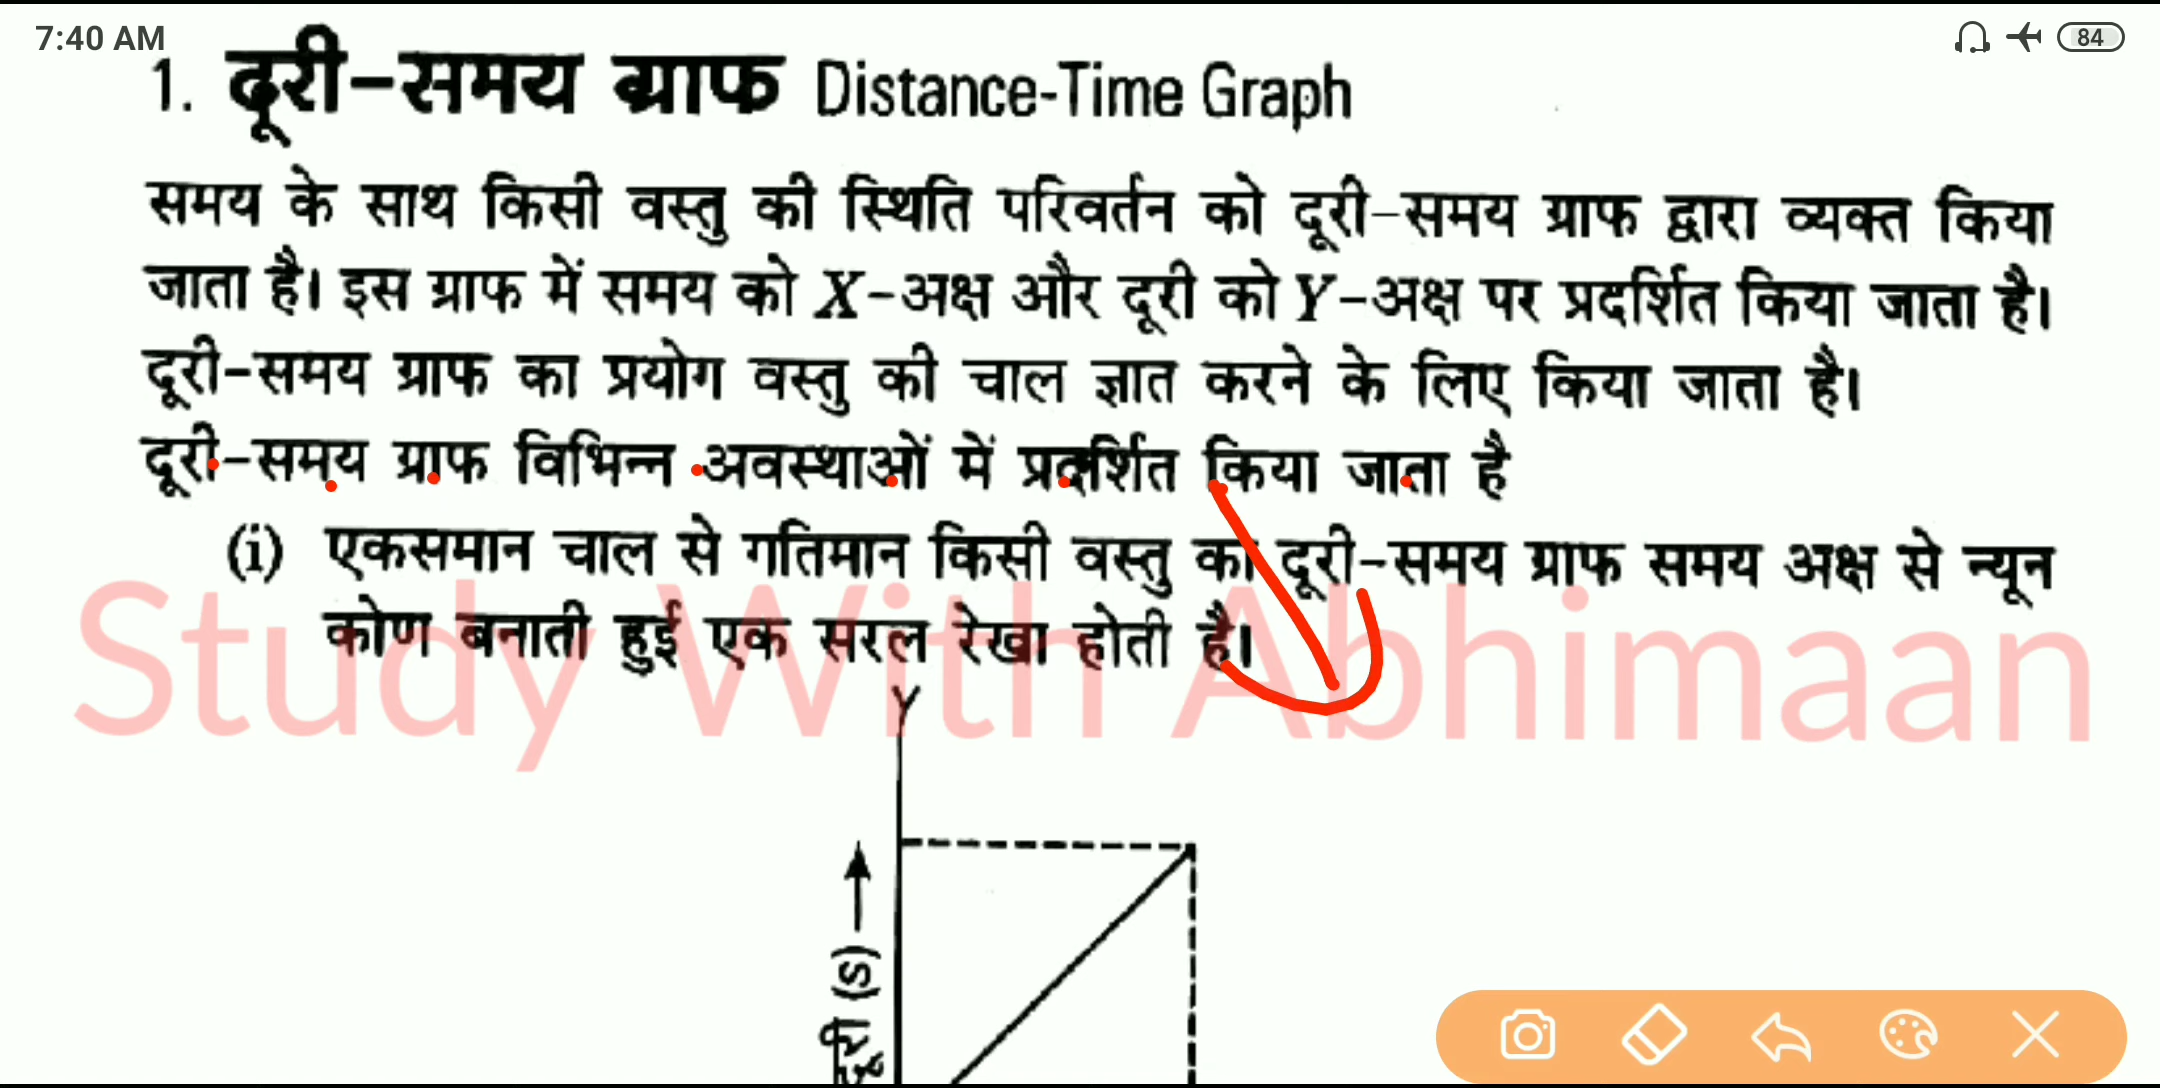 7:40 AM
84
1. दूरी-समय ग्राफ Distance-Time Graph
समय के साथ किसी वस्तु की स्थिति परिवर्तन को दूरी-समय ग्राफ द्वारा व्यक्त किया
जाता है। इस ग्राफ में समय को X-अक्ष और दूरी को Y-अक्ष पर प्रदर्शित किया जाता है।
दूरी-समय ग्राफ का प्रयोग वस्तु की चाल ज्ञात करने के लिए किया जाता है।
दूरी-समय ग्राफ विभिन्न अवस्थाओं में प्रदर्शित किया जाता है
(i) एकसमान चाल से गतिमान किसी वस्तु का दूरी-समय ग्राफ समय अक्ष से न्यून
कोण बनाती हुई एक सरल रेखा होती है।
Study With Abhimaan
Y
दूरी (s)